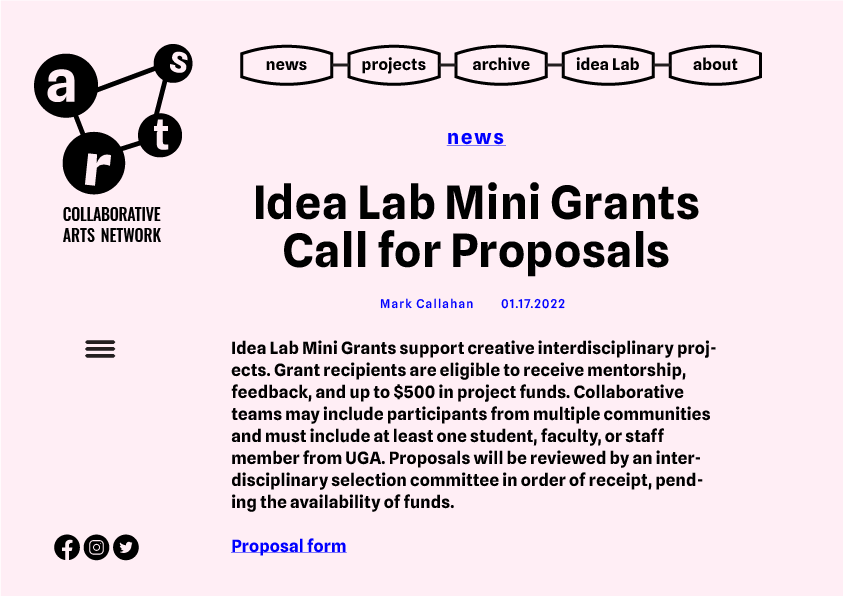 a
s
r
t
COLLABORATIVE
ARTS NETWORK
news
projects
archive
idea Lab
about
news
Idea Lab Mini Grants
Call for Proposals
Mark Callahan 01.17.2022
Idea Lab Mini Grants support creative interdisciplinary proj-
ects. Grant recipients are eligible to receive mentorship,
feedback, and up to $500 in project funds. Collaborative
teams may include participants from multiple communities
and must include at least one student, faculty, or staff
member from UGA. Proposals will be reviewed by an inter-
disciplinary selection committee in order of receipt, pend-
ing the availability of funds.
Proposal form